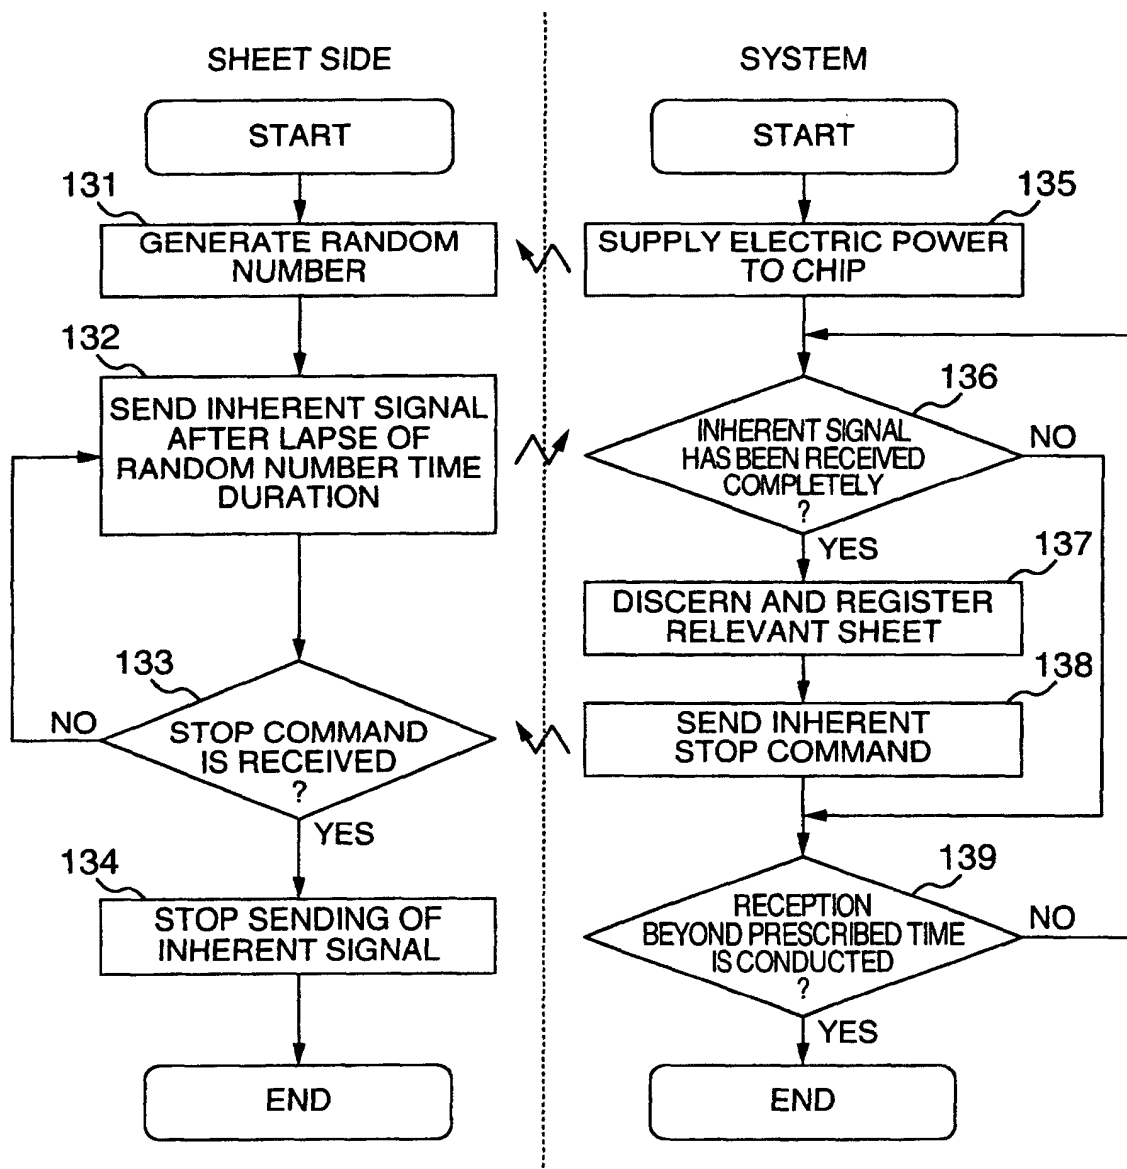 SHEET SIDE
START
131
GENERATE RANDOM
NUMBER
132
SEND INHERENT SIGNAL
AFTER LAPSE OF
RANDOM NUMBER TIME
DURATION
133
STOP COMMAND
IS RECEIVED
?
NO
YES
134
STOP SENDING OF
INHERENT SIGNAL
END
SYSTEM
START
135
SUPPLY ELECTRIC POWER
TO CHIP
136
INHERENT SIGNAL
HAS BEEN RECEIVED
COMPLETELY
?
NO
YES
137
DISCERN AND REGISTER
RELEVANT SHEET
138
SEND INHERENT
STOP COMMAND
139
RECEPTION
BEYOND PRESCRIBED TIME
IS CONDUCTED
?
NO
YES
END